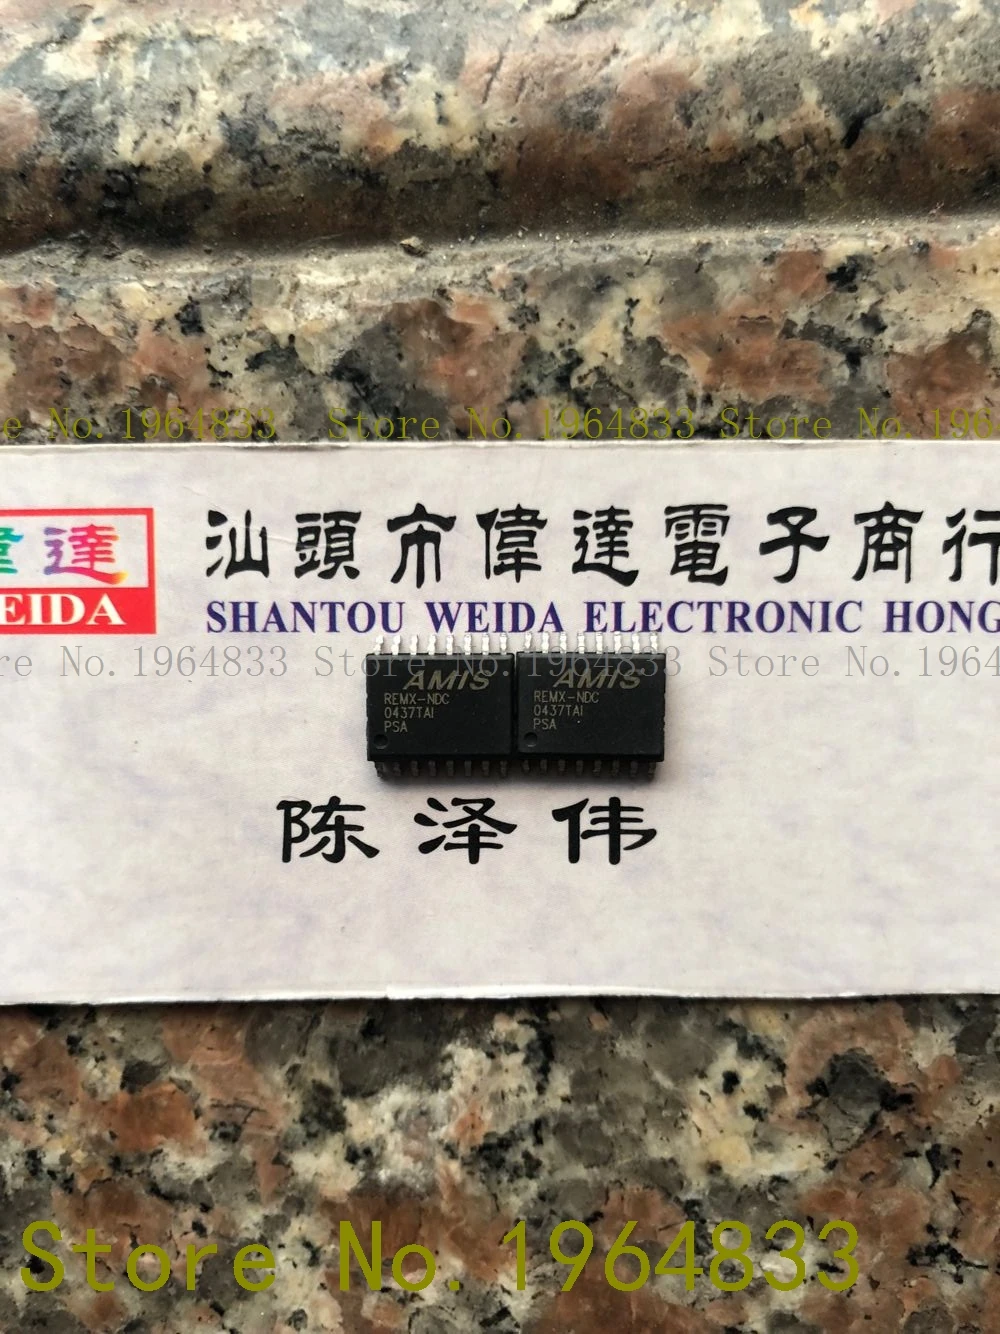 Store No.1964833 Store No.1964833 Store No.196
達
EIDA
汕頭市偉達電子商行
SHANTOU WEIDA ELECTRONIC HONG
re No.1964833 Store No.1964833 Store No.1964
AMIS
REMX-NDC
0437TAI
PSA
AMIS
REMX-NDC
0437TAI
PSA
陈泽伟
Store No.1964833